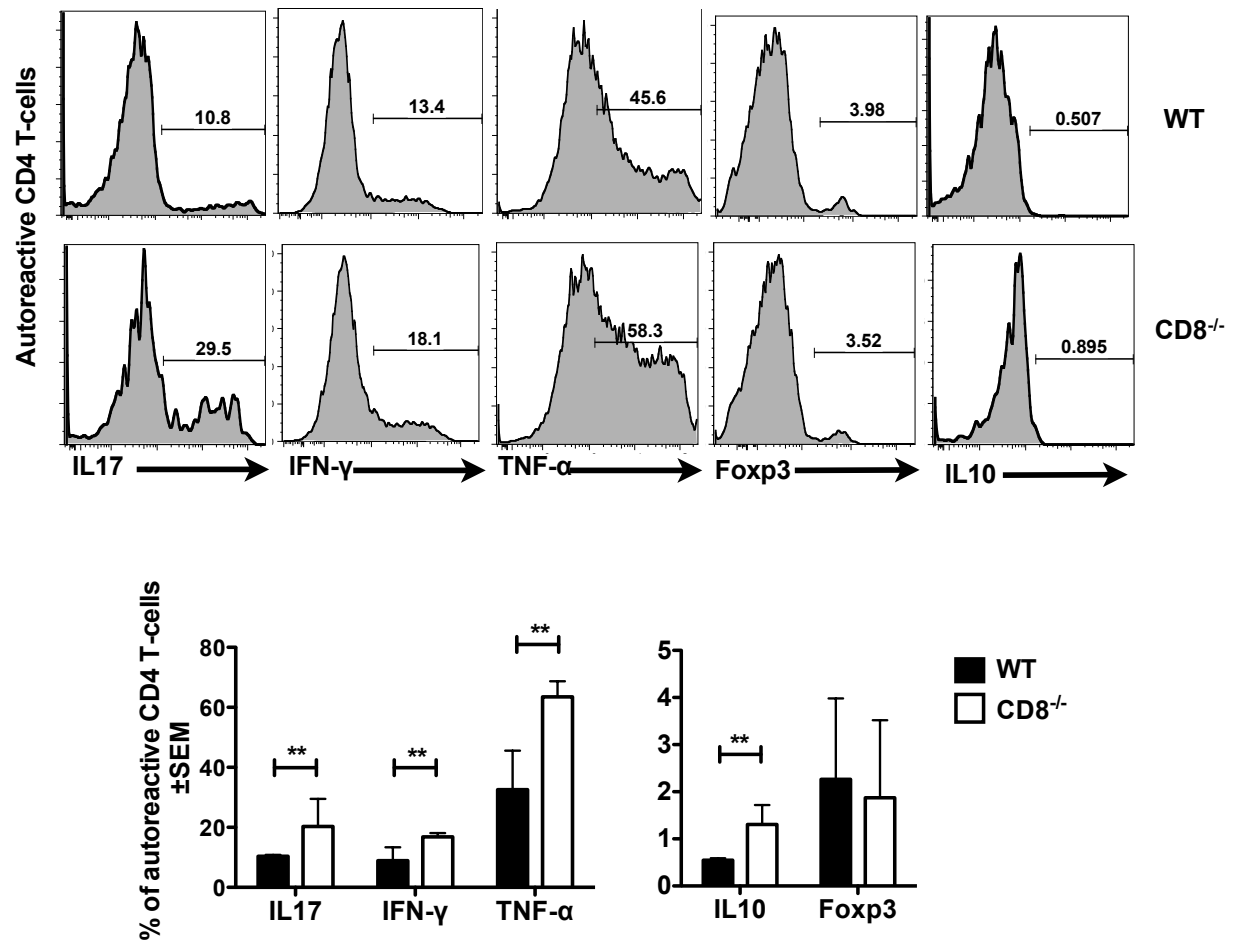 Autoreactive CD4 T-cells
10.8
13.4
45.6
3.98
0.507
WT
29.5
18.1
58.3
3.52
0.895
CD8-/-
IL17
IFN-γ
TNF-α
Foxp3
IL10
% of autoreactive CD4 T-cells
±SEM
80
60
40
20
0
**
**
**
IL17
IFN-γ
TNF-α
5
4
3
2
1
0
**
IL10
Foxp3
WT
CD8-/-